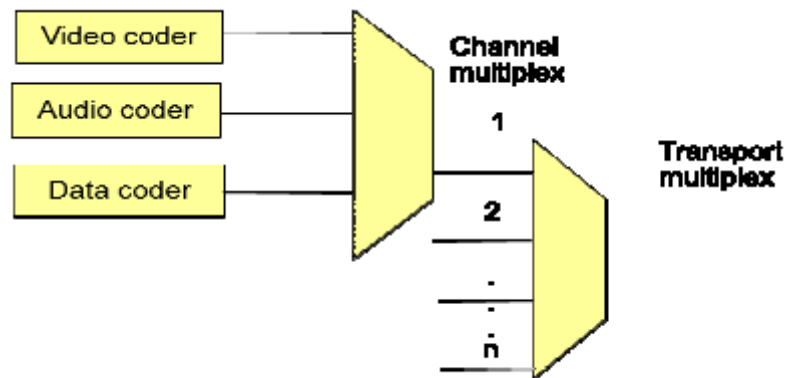 Video coder
Audio coder
Data coder
Channel
multiplex
1
2
.
.
.
n
Transport
multiplex